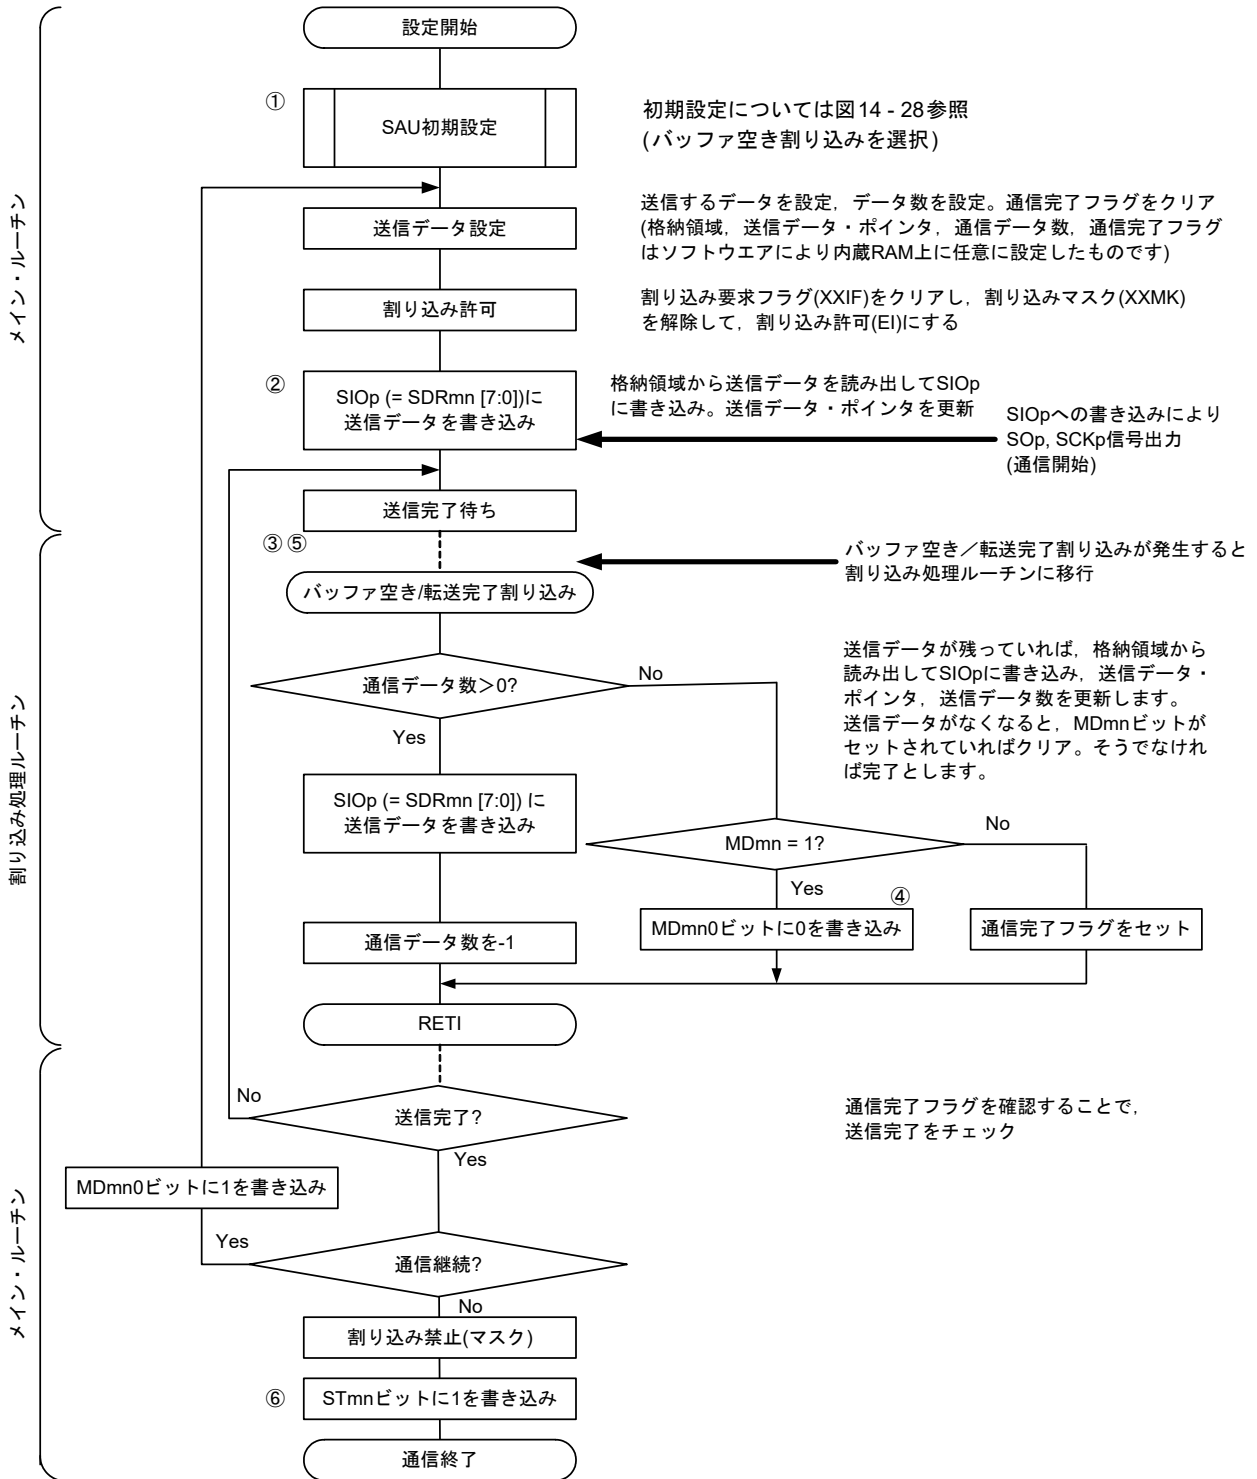 設定開始
①
SAU初期設定
初期設定については図14 - 28参照
(バッファ空き割り込みを選択)
メイン・ルーチン
送信データ設定
送信するデータを設定，データ数を設定。通信完了フラグをクリア
(格納領域，送信データ・ポインタ，通信データ数，通信完了フラグ
はソフトウエアにより内蔵RAM上に任意に設定したものです)
割り込み許可
割り込み要求フラグ(XXIF)をクリアし，割り込みマスク(XXMK)
を解除して，割り込み許可(EI)にする
②
SIOp (= SDRmn [7:0])に
送信データを書き込み
格納領域から送信データを読み出してSIOp
に書き込み。送信データ・ポインタを更新
SIOpへの書き込みにより
SOp, SCKp信号出力
(通信開始)
送信完了待ち
③ ⑤
バッファ空き／転送完了割り込みが発生すると
割り込み処理ルーチンに移行
バッファ空き/転送完了割り込み
割り込み処理ルーチン
通信データ数＞0?
No
Yes
送信データが残っていれば，格納領域から
読み出してSIOpに書き込み，送信データ・
ポインタ，送信データ数を更新します。
送信データがなくなると，MDmnビットが
セットされていればクリア。そうでなけれ
ば完了とします。
SIOp (= SDRmn [7:0]) に
送信データを書き込み
MDmn = 1?
No
Yes
④
通信データ数を-1
MDmn0ビットに0を書き込み
通信完了フラグをセット
RETI
メイン・ルーチン
No
送信完了?
Yes
通信完了フラグを確認することで，
送信完了をチェック
MDmn0ビットに1を書き込み
Yes
通信継続?
No
割り込み禁止(マスク)
⑥
STmnビットに1を書き込み
通信終了